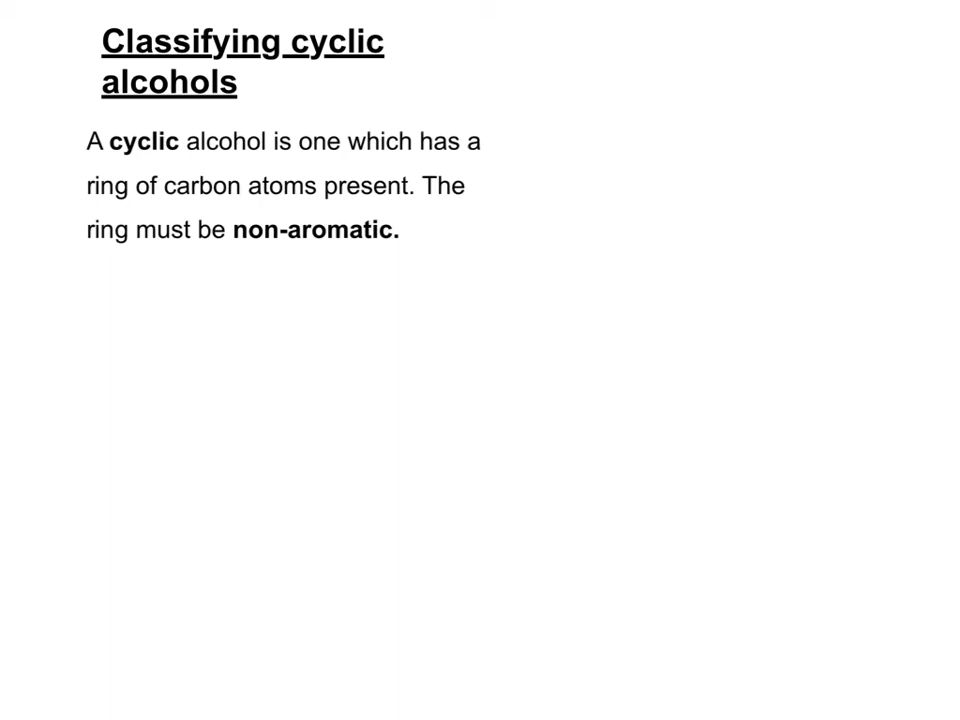 Classifying cyclic
alcohols
A cyclic alcohol is one which has a
ring of carbon atoms present. The
ring must be non-aromatic.